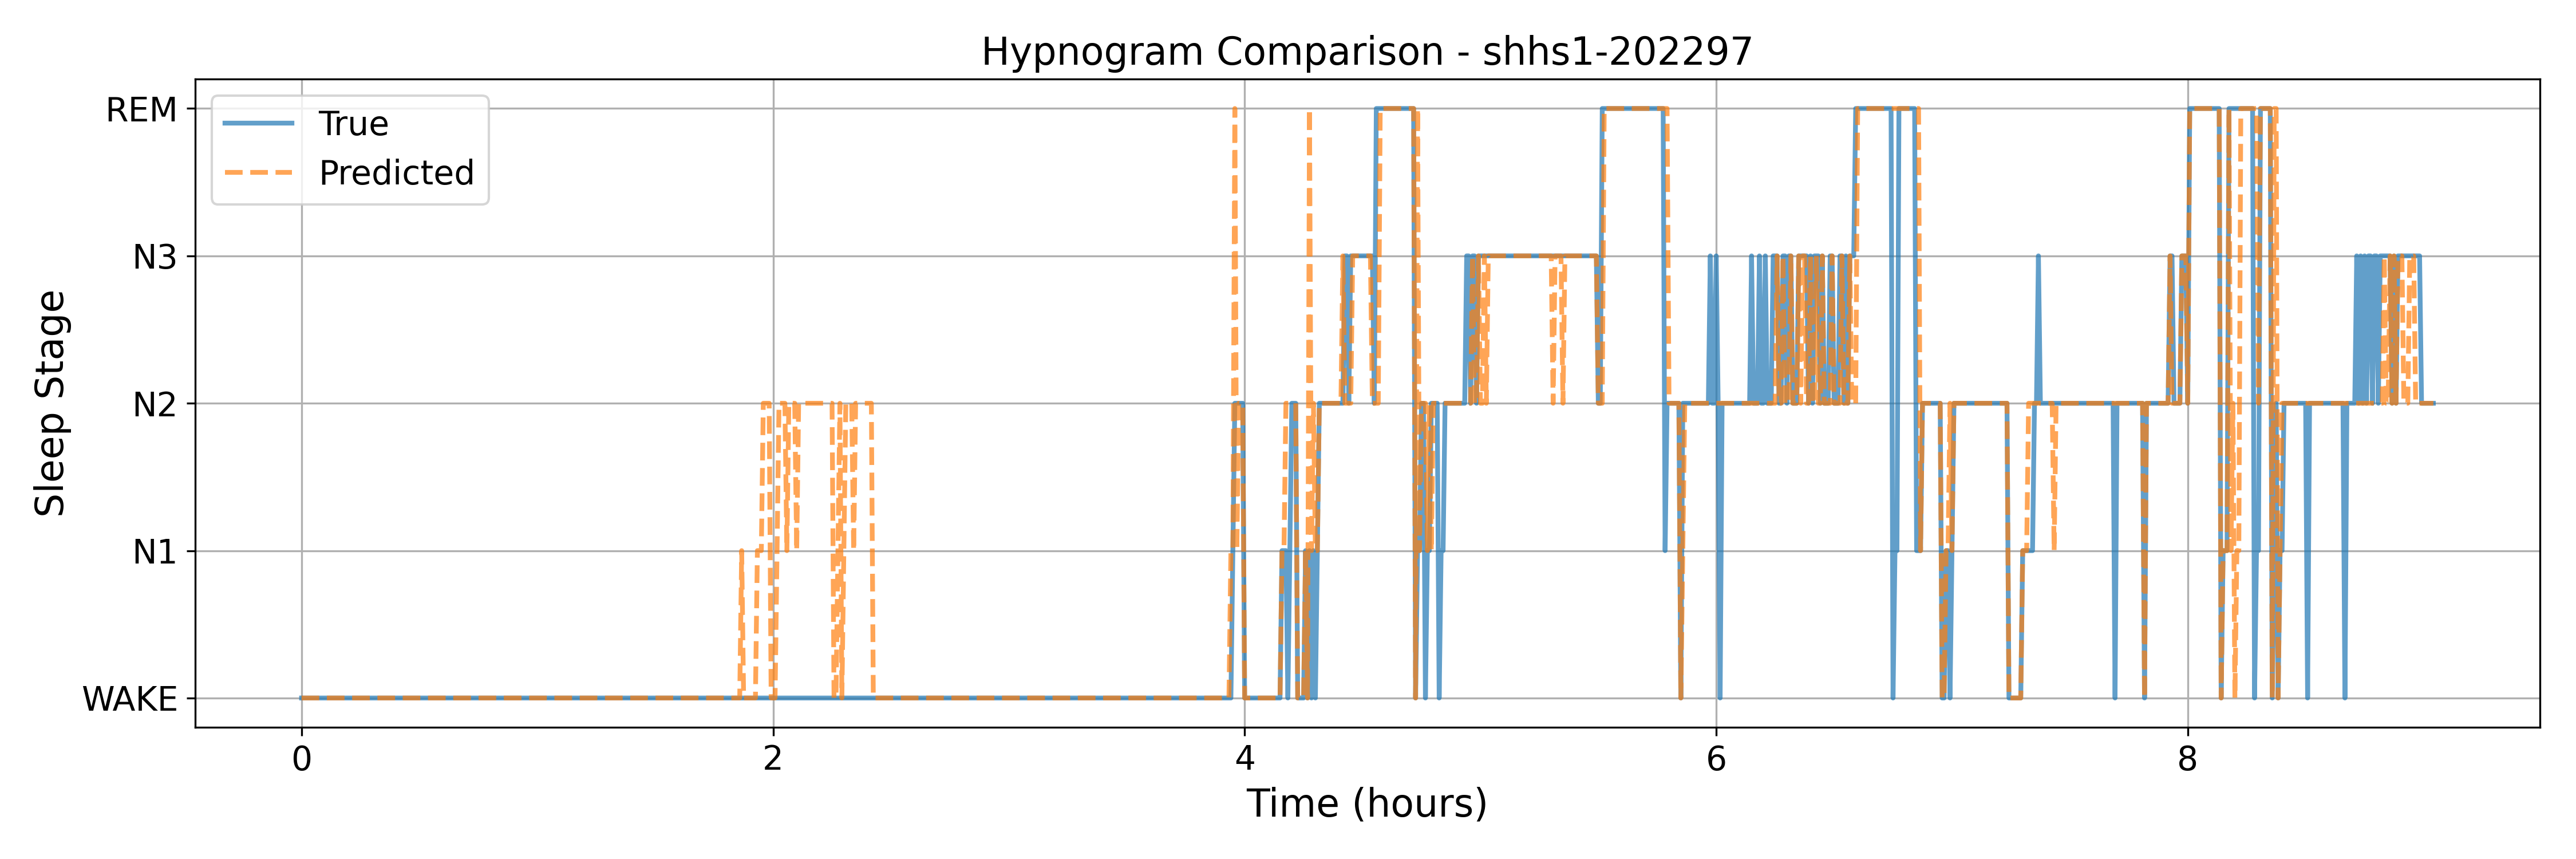 Hypnogram Comparison - shhs1-202297
True
Predicted
REM
N3
N2
N1
WAKE
Sleep Stage
0 2 4 6 8
Time (hours)